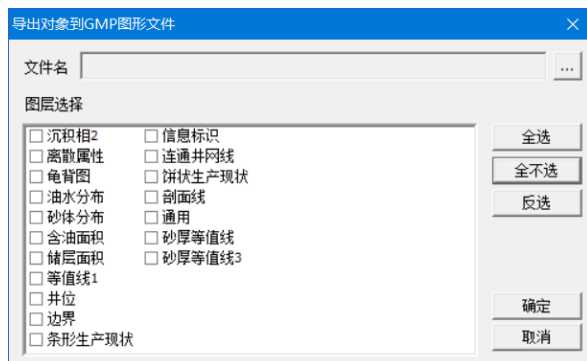 导出对象到GMP图形文件
文件名
...
图层选择
沉积相2
离散属性
龟背图
油水分布
砂体分布
含油面积
储层面积
等值线1
井位
边界
条形生产现状
信息标识
连通井网线
饼状生产现状
剖面线
通用
砂厚等值线
砂厚等值线3
全选
全不选
反选
确定
取消